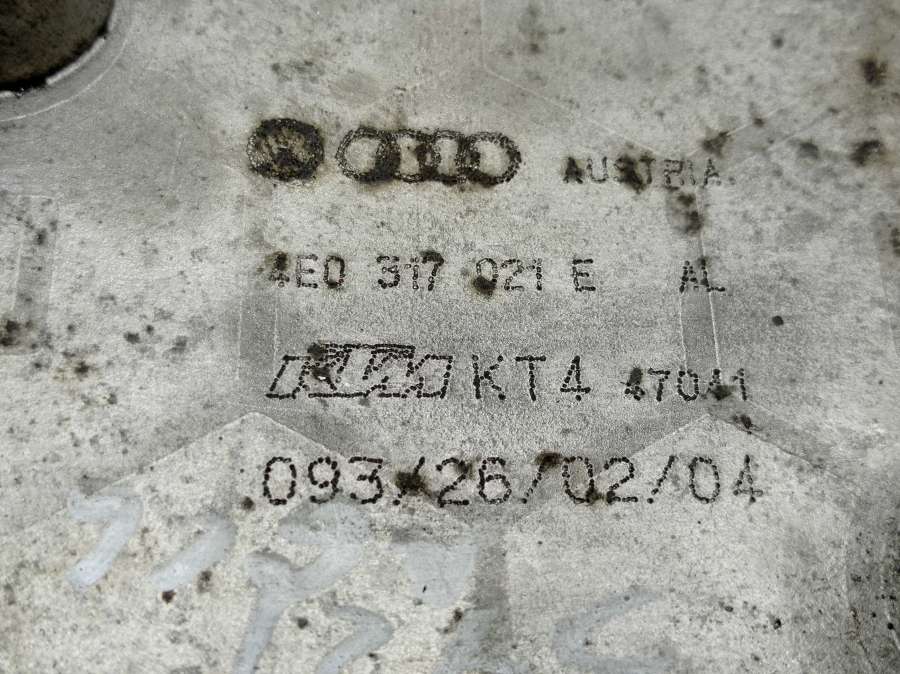 AUSTRIA
4E0 317 021 E AL
KT4 47041
093/26/02/04